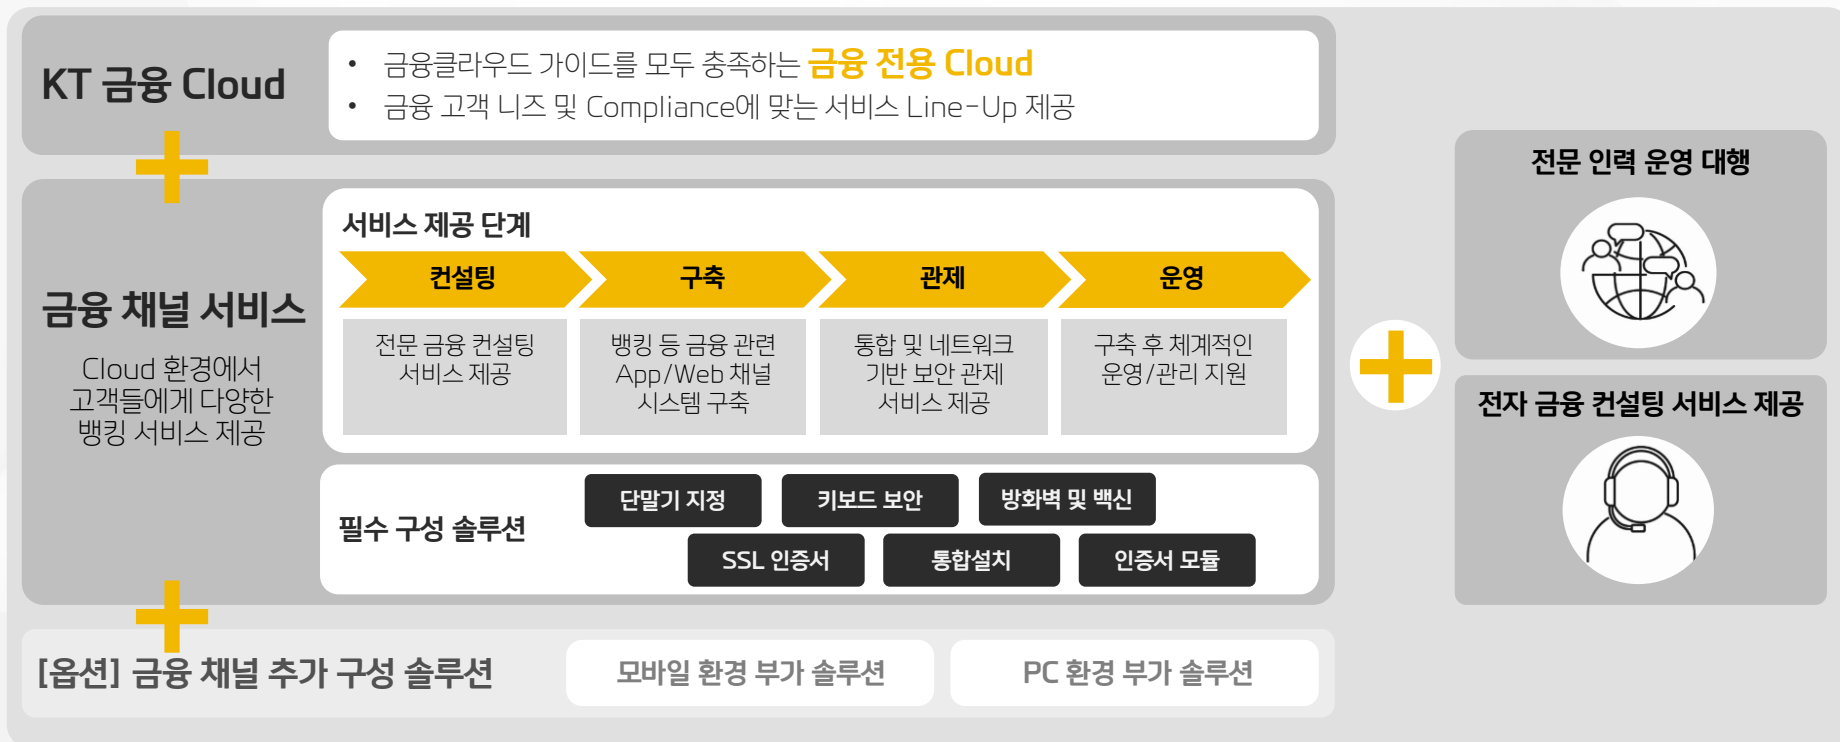 KT 금융 Cloud
• 금융클라우드 가이드를 모두 충족하는 금융 전용 Cloud
• 금융 고객 니즈 및 Compliance에 맞는 서비스 Line-Up 제공
금융 채널 서비스
Cloud 환경에서
고객들에게 다양한
뱅킹 서비스 제공
서비스 제공 단계
컨설팅
전문 금융 컨설팅
서비스 제공
구축
뱅킹 등 금융 관련
App/Web 채널
시스템 구축
관제
통합 및 네트워크
기반 보안 관제
서비스 제공
운영
구축 후 체계적인
운영/관리 지원
필수 구성 솔루션
단말기 지정
키보드 보안
방화벽 및 백신
SSL 인증서
통합설치
인증서 모듈
[옵션] 금융 채널 추가 구성 솔루션
모바일 환경 부가 솔루션
PC 환경 부가 솔루션
전문 인력 운영 대행
전자 금융 컨설팅 서비스 제공